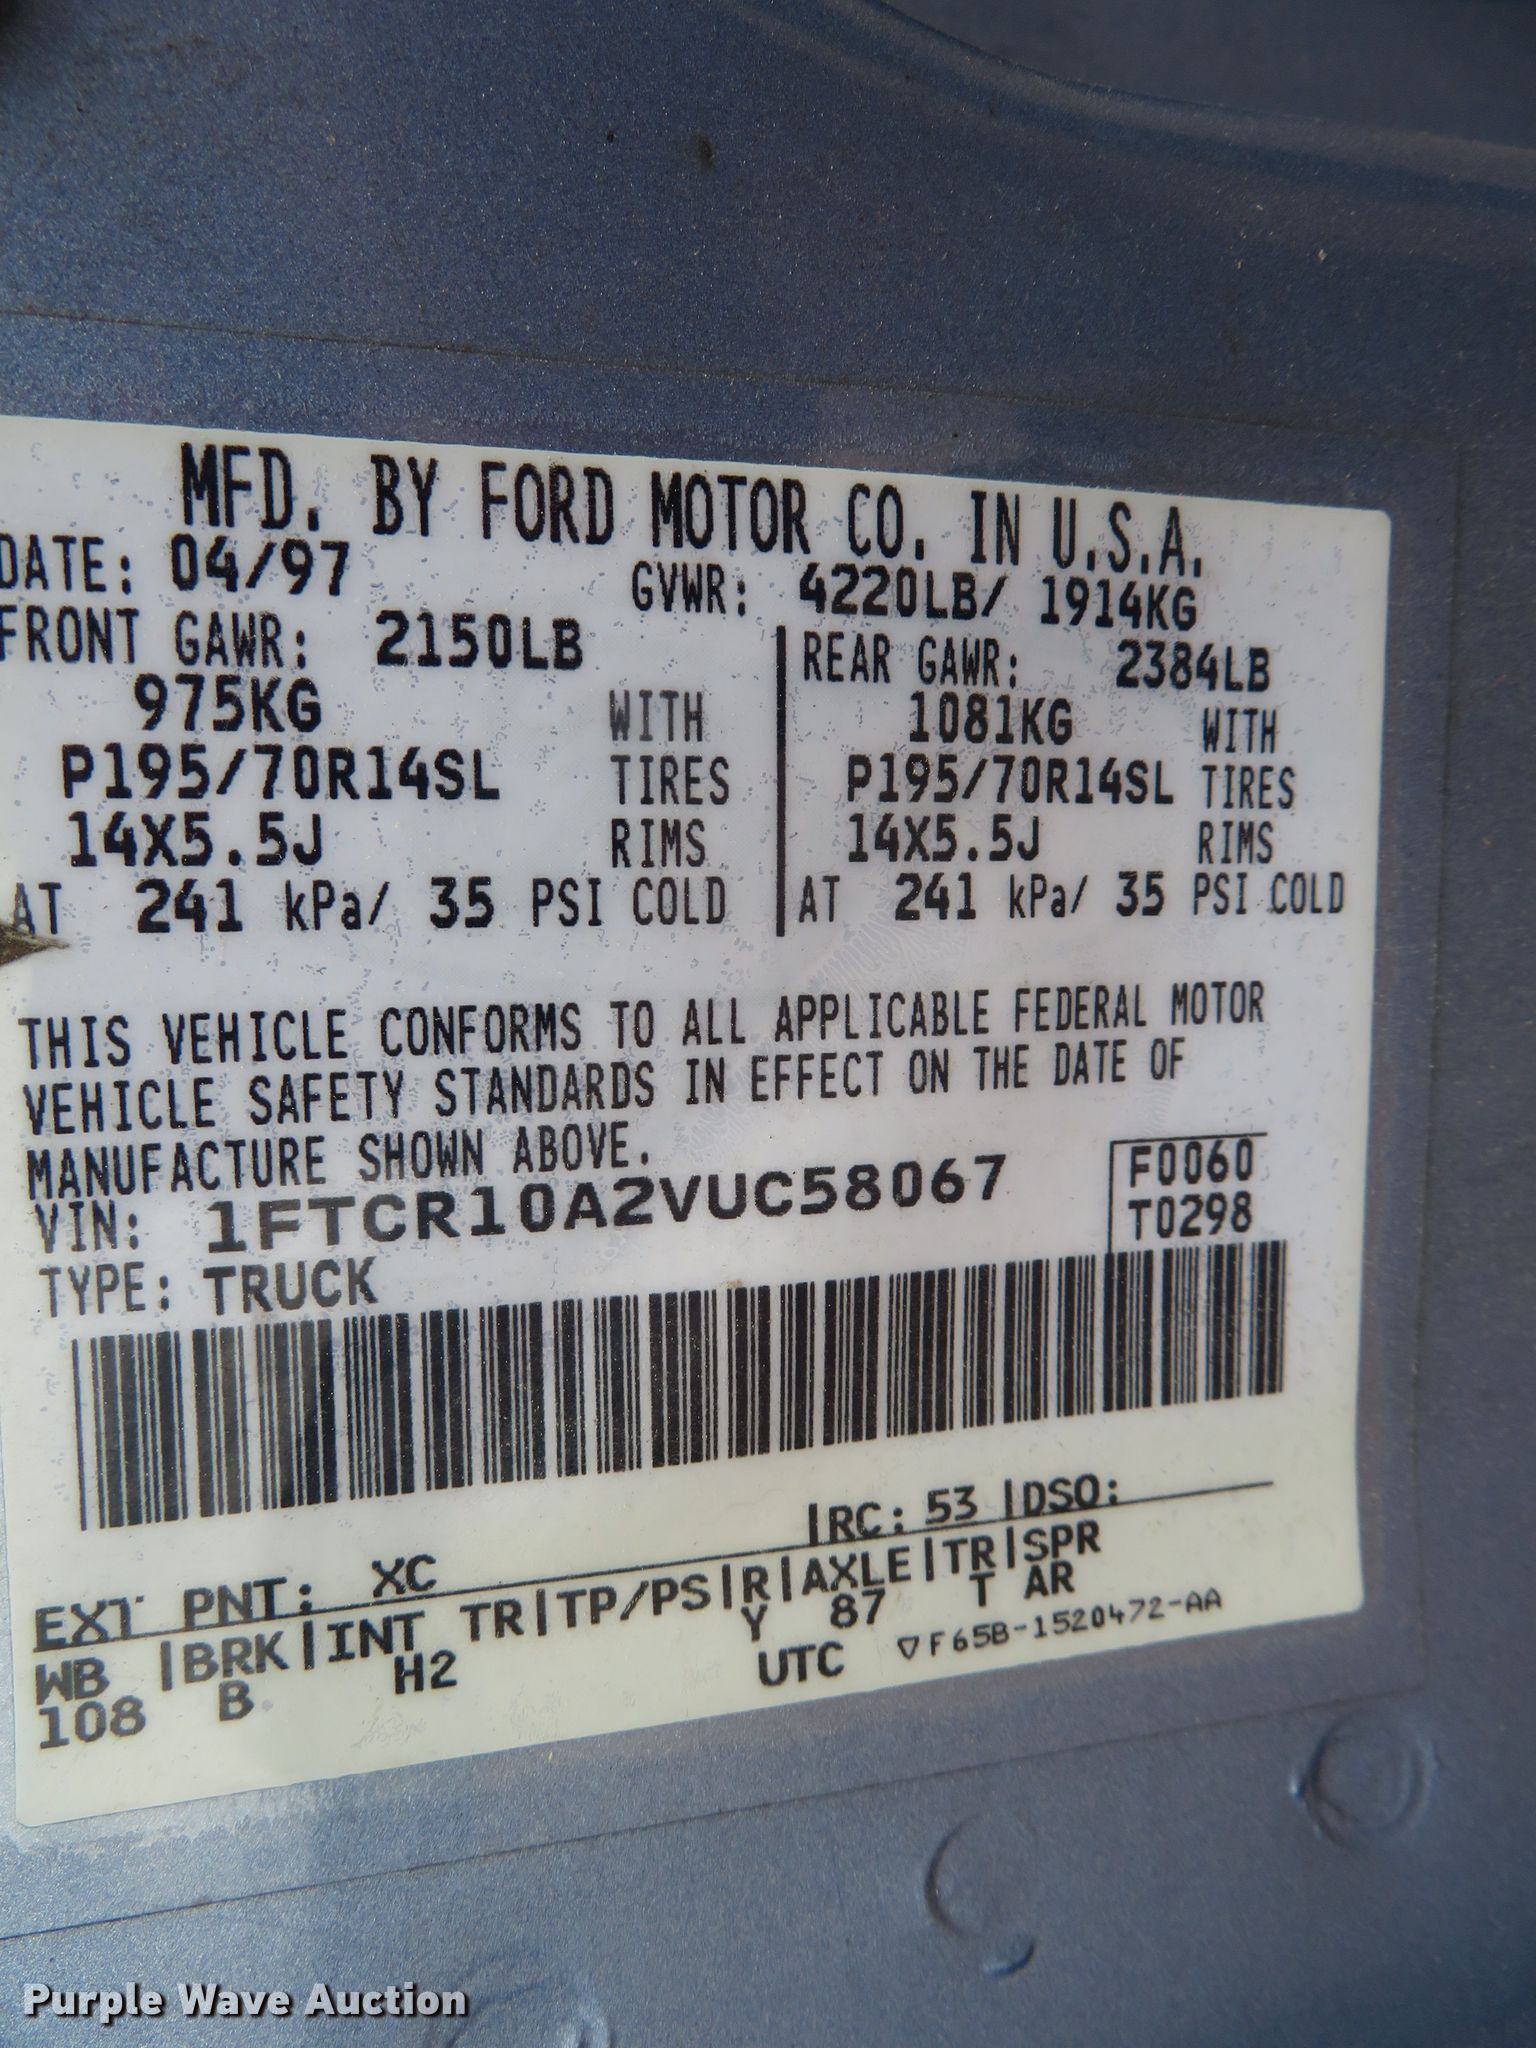 MFD. BY FORD MOTOR CO. IN U.S.A.
DATE: 04/97 GVWR: 4220LB/ 1914KG
FRONT GAWR: 2150LB REAR GAWR: 2384LB
975KG WITH 1081KG WITH
P195/70R14SL TIRES P195/70R14SL TIRES
14X5.5J RIMS 14X5.5J RIMS
AT 241 kPa/ 35 PSI COLD AT 241 kPa/ 35 PSI COLD
THIS VEHICLE CONFORMS TO ALL APPLICABLE FEDERAL MOTOR
VEHICLE SAFETY STANDARDS IN EFFECT ON THE DATE OF
MANUFACTURE SHOWN ABOVE.
VIN: 1FTCR10A2VUC58067 F0060
TYPE: TRUCK T0298
EXT PNT: XC RC: 53 DSO:
WB BRK INT TR TP/PS R AXLE TR SPR
108 B H2 Y 87 T AR
UTC ▽F65B-1520472-AA
Purple Wave Auction